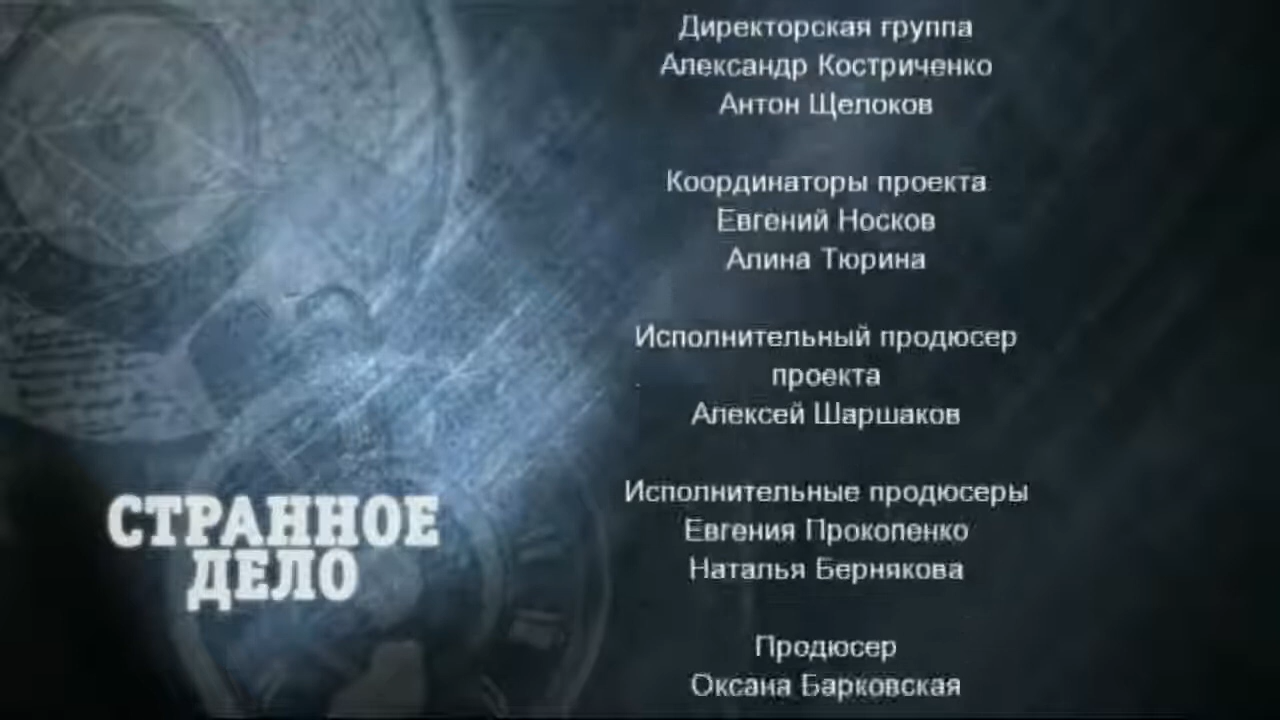 Директорская группа
Александр Костриченко
Антон Щелоков
Координаторы проекта
Евгений Носков
Алина Тюрина
Исполнительный продюсер
проекта
Алексей Шаршаков
Исполнительные продюсеры
Евгения Прокопенко
Наталья Бернякова
Продюсер
Оксана Барковская
СТРАННОЕ
ДЕЛО